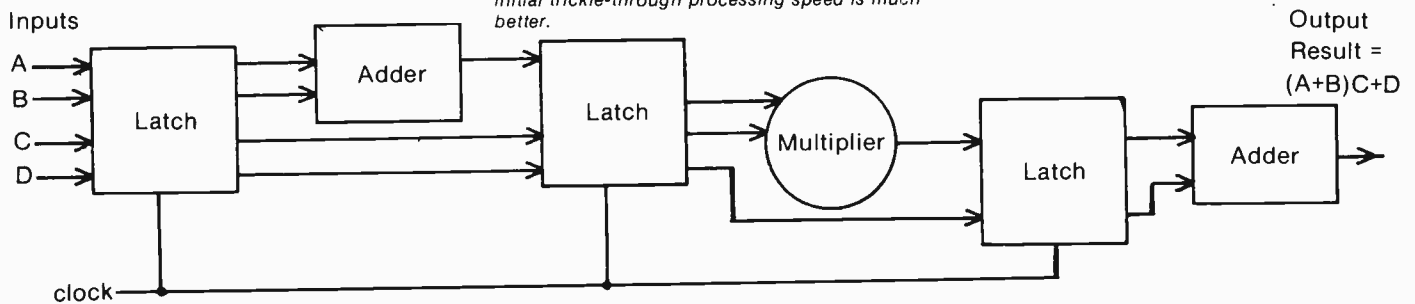 initial trickle-through processing speed is much
better.
Inputs
A
B
C
D
Latch
Adder
Latch
Multiplier
Latch
Adder
Output
Result =
(A+B)C+D
clock